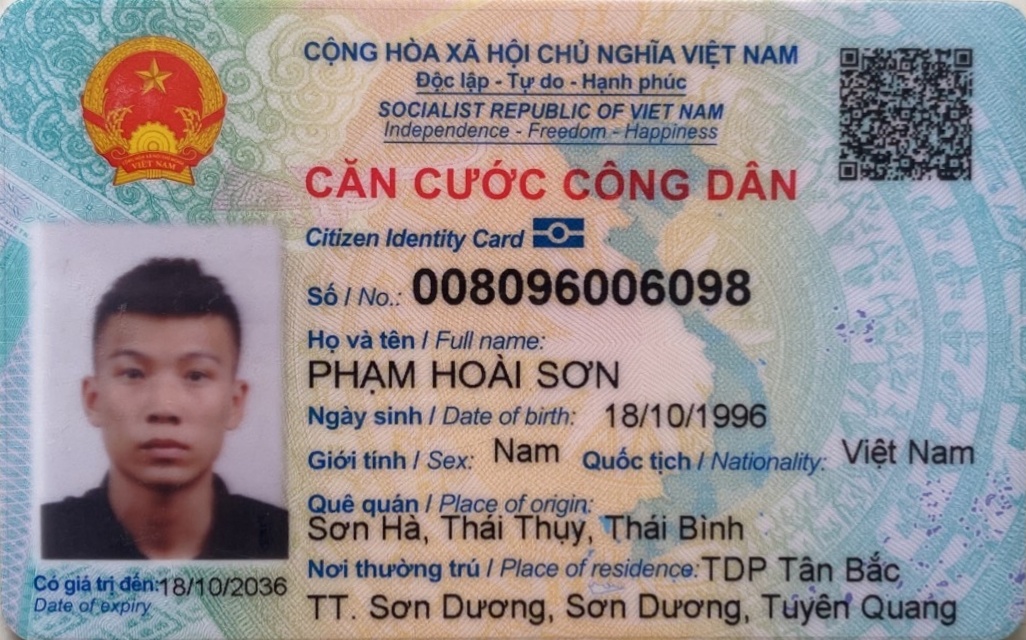 CỘNG HÒA XÃ HỘI CHỦ NGHĨA VIỆT NAM
Độc lập - Tự do - Hạnh phúc
SOCIALIST REPUBLIC OF VIET NAM
Independence - Freedom - Happiness
CĂN CƯỚC CÔNG DÂN
Citizen Identity Card
Số / No.: 008096006098
Họ và tên / Full name:
PHẠM HOÀI SƠN
Ngày sinh / Date of birth: 18/10/1996
Giới tính / Sex: Nam Quốc tịch / Nationality: Việt Nam
Quê quán / Place of origin:
Sơn Hà, Thái Thụy, Thái Bình
Nơi thường trú / Place of residence: TDP Tân Bắc
TT. Sơn Dương, Sơn Dương, Tuyên Quang
Có giá trị đến: 18/10/2036
Date of expiry
VIỆT NAM